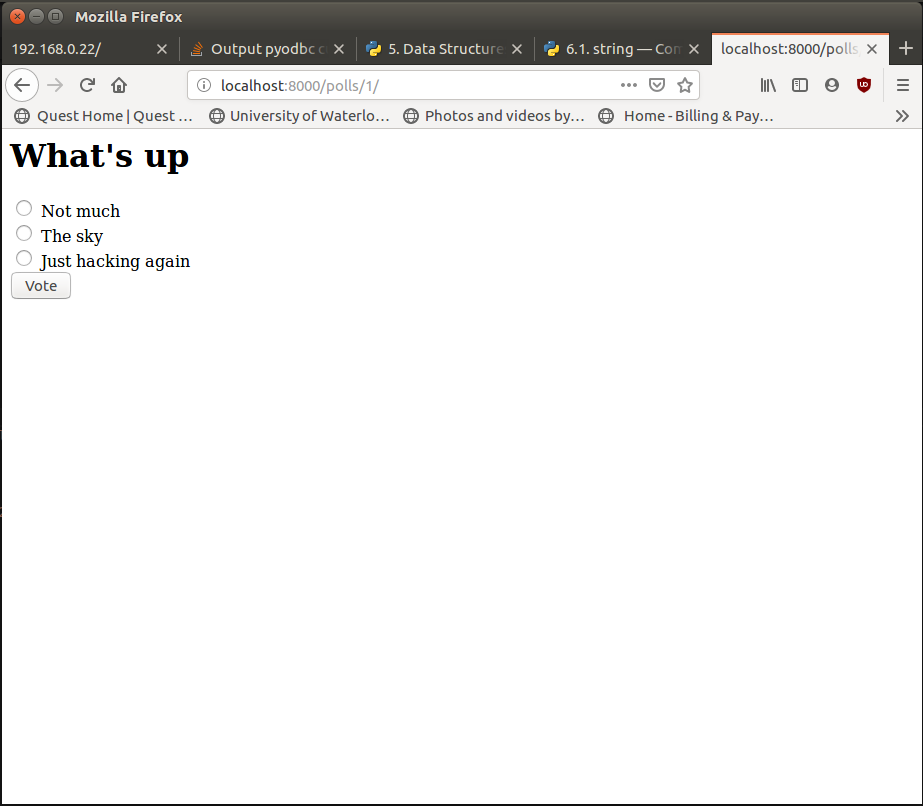 Mozilla Firefox
192.168.0.22/
Output pyodbc
5. Data Structure
6.1. string — Com
localhost:8000/polls/
localhost:8000/polls/1/
Quest Home | Quest …
University of Waterlo…
Photos and videos by…
Home - Billing & Pay…
What's up
Not much
The sky
Just hacking again
Vote